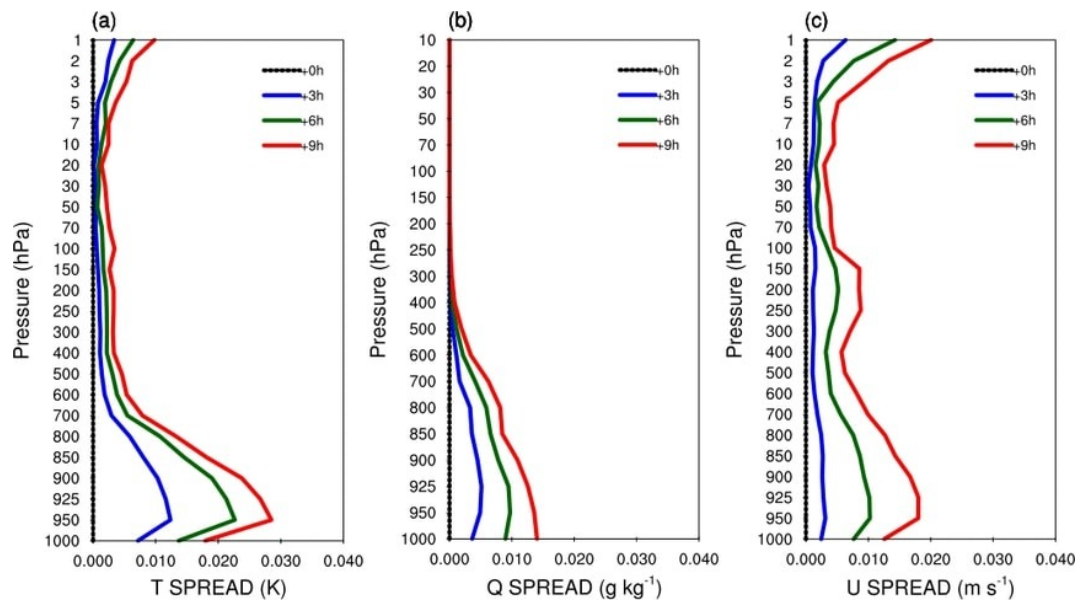 (a)
1
2
3
5
7
10
20
30
50
70
100
150
200
250
300
400
500
600
700
800
850
900
925
950
1000
Pressure (hPa)
+0h
+3h
+6h
+9h
0.000 0.010 0.020 0.030 0.040
T SPREAD (K)
(b)
10
20
30
50
70
100
150
200
250
300
400
500
600
700
800
850
900
925
950
1000
Pressure (hPa)
+0h
+3h
+6h
+9h
0.000 0.010 0.020 0.030 0.040
Q SPREAD (g kg⁻¹)
(c)
1
2
3
5
7
10
20
30
50
70
100
150
200
250
300
400
500
600
700
800
850
900
925
950
1000
Pressure (hPa)
+0h
+3h
+6h
+9h
0.000 0.010 0.020 0.030 0.040
U SPREAD (m s⁻¹)